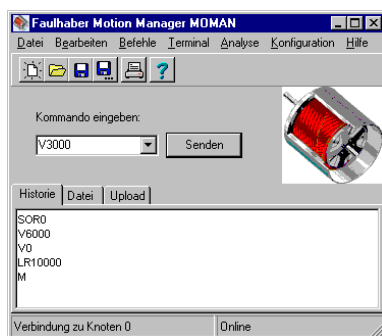 Faulhaber Motion Manager MOMAN
Datei Bearbeiten Befehle Terminal Analyse Konfiguration Hilfe
Kommando eingeben:
V3000 Senden
Historie Datei Upload
SOR0
V6000
V0
LR10000
M
Verbindung zu Knoten 0 Online